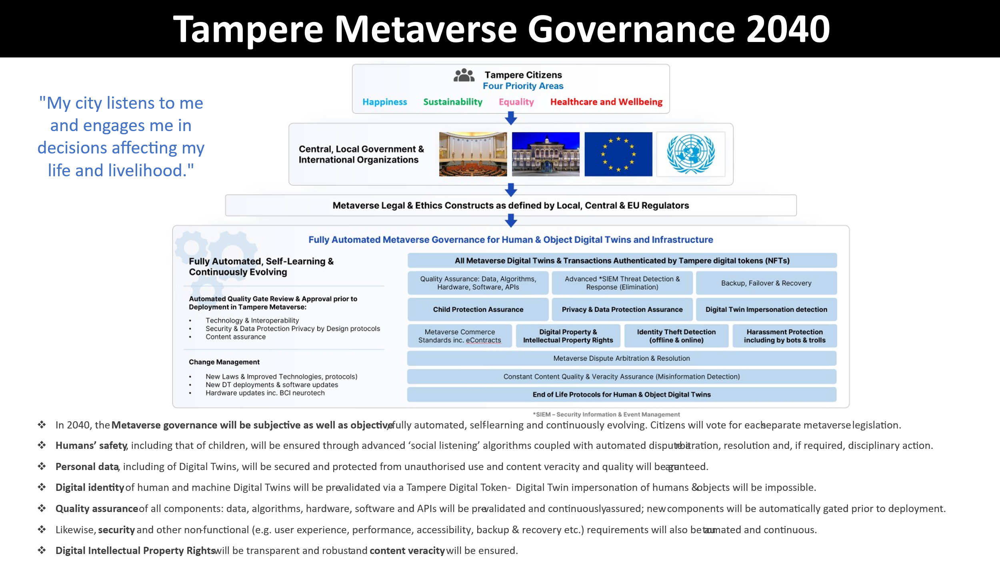 Tampere Metaverse Governance 2040
"My city listens to me
and engages me in
decisions affecting my
life and livelihood."
Tampere Citizens
Four Priority Areas
Happiness Sustainability Equality Healthcare and Wellbeing
Central, Local Government &
International Organizations
Metaverse Legal & Ethics Constructs as defined by Local, Central & EU Regulators
Fully Automated Metaverse Governance for Human & Object Digital Twins and Infrastructure
Fully Automated, Self-Learning &
Continuously Evolving
Automated Quality Gate Review & Approval prior to
Deployment in Tampere Metaverse:
• Technology & Interoperability
• Security & Data Protection Privacy by Design protocols
• Content assurance
Change Management
• New Laws & Improved Technologies, protocols)
• New DT deployments & software updates
• Hardware updates inc. BCI neurotech
All Metaverse Digital Twins & Transactions Authenticated by Tampere digital tokens (NFTs)
Quality Assurance: Data, Algorithms,
Hardware, Software, APIs
Advanced *SIEM Threat Detection &
Response (Elimination)
Backup, Failover & Recovery
Child Protection Assurance
Privacy & Data Protection Assurance
Digital Twin Impersonation detection
Metaverse Commerce
Standards inc. eContracts
Digital Property &
Intellectual Property Rights
Identity Theft Detection
(offline & online)
Harassment Protection
including by bots & trolls
Metaverse Dispute Arbitration & Resolution
Constant Content Quality & Veracity Assurance (Misinformation Detection)
End of Life Protocols for Human & Object Digital Twins
*SIEM – Security Information & Event Management
❖ In 2040, the Metaverse governance will be subjective as well as objective, fully automated, self-learning and continuously evolving. Citizens will vote for each separate metaverse legislation.
❖ Humans’ safety, including that of children, will be ensured through advanced ‘social listening’ algorithms coupled with automated dispute arbitration, resolution and, if required, disciplinary action.
❖ Personal data, including of Digital Twins, will be secured and protected from unauthorised use and content veracity and quality will be guaranteed.
❖ Digital identity of human and machine Digital Twins will be pre-validated via a Tampere Digital Token - Digital Twin impersonation of humans & objects will be impossible.
❖ Quality assurance of all components: data, algorithms, hardware, software and APIs will be pre-validated and continuously assured; new components will be automatically gated prior to deployment.
❖ Likewise, security and other non-functional (e.g. user experience, performance, accessibility, backup & recovery etc.) requirements will also be automated and continuous.
❖ Digital Intellectual Property Rights will be transparent and robust and content veracity will be ensured.